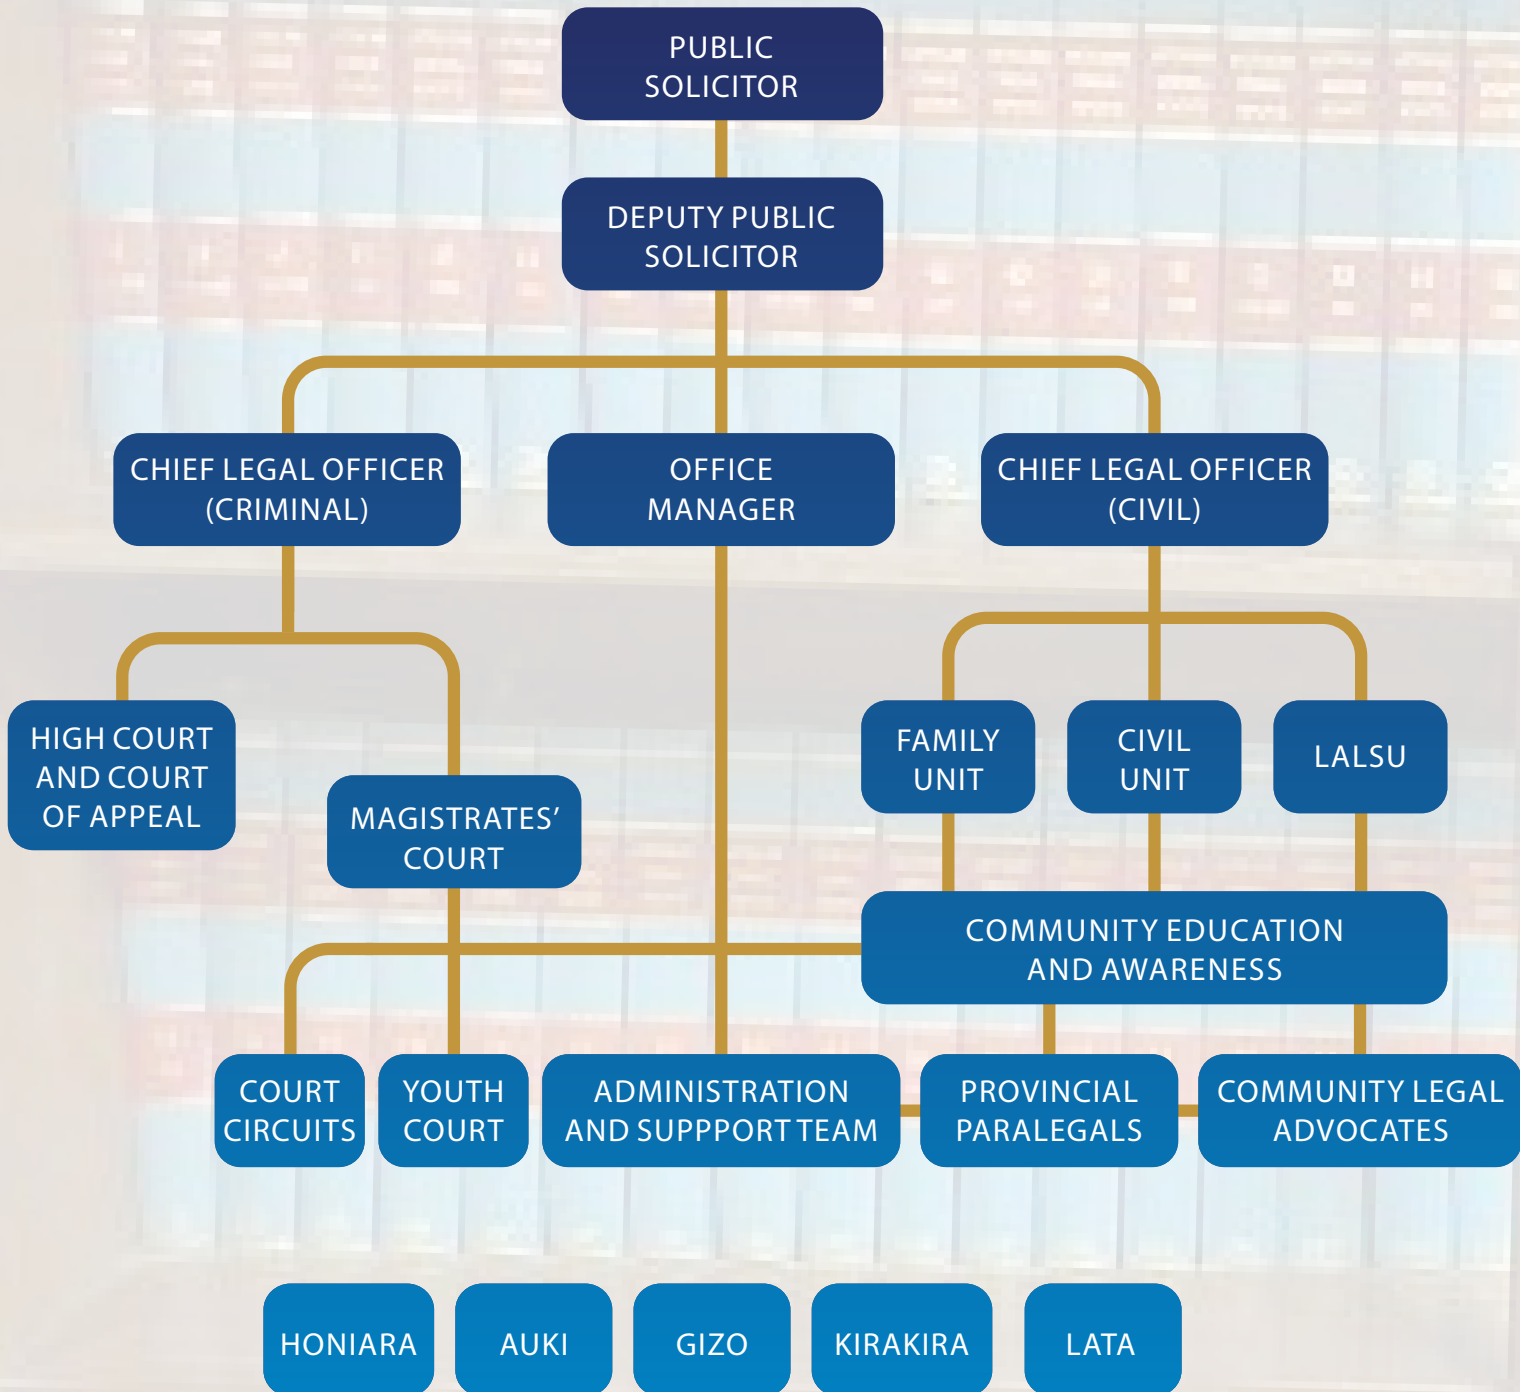 PUBLIC
SOLICITOR
DEPUTY PUBLIC
SOLICITOR
CHIEF LEGAL OFFICER
(CRIMINAL)
OFFICE
MANAGER
CHIEF LEGAL OFFICER
(CIVIL)
HIGH COURT
AND COURT
OF APPEAL
MAGISTRATES’
COURT
FAMILY
UNIT
CIVIL
UNIT
LALSU
COMMUNITY EDUCATION
AND AWARENESS
COURT
CIRCUITS
YOUTH
COURT
ADMINISTRATION
AND SUPPPORT TEAM
PROVINCIAL
PARALEGALS
COMMUNITY LEGAL
ADVOCATES
HONIARA
AUKI
GIZO
KIRAKIRA
LATA